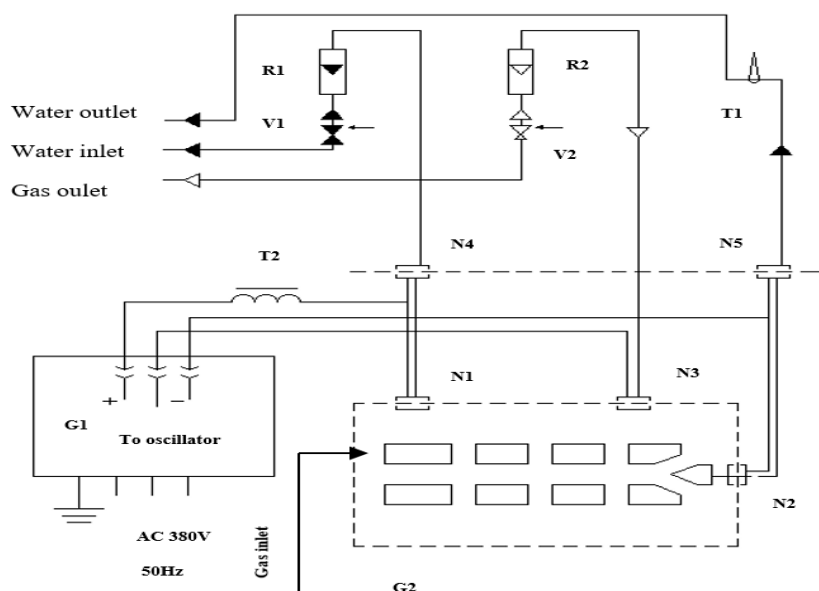 R1
R2
Water outlet
V1
T1
Water inlet
V2
Gas oulet
N4
N5
T2
N1
N3
+
−
G1
To oscillator
N2
AC 380V
50Hz
Gas inlet
G2